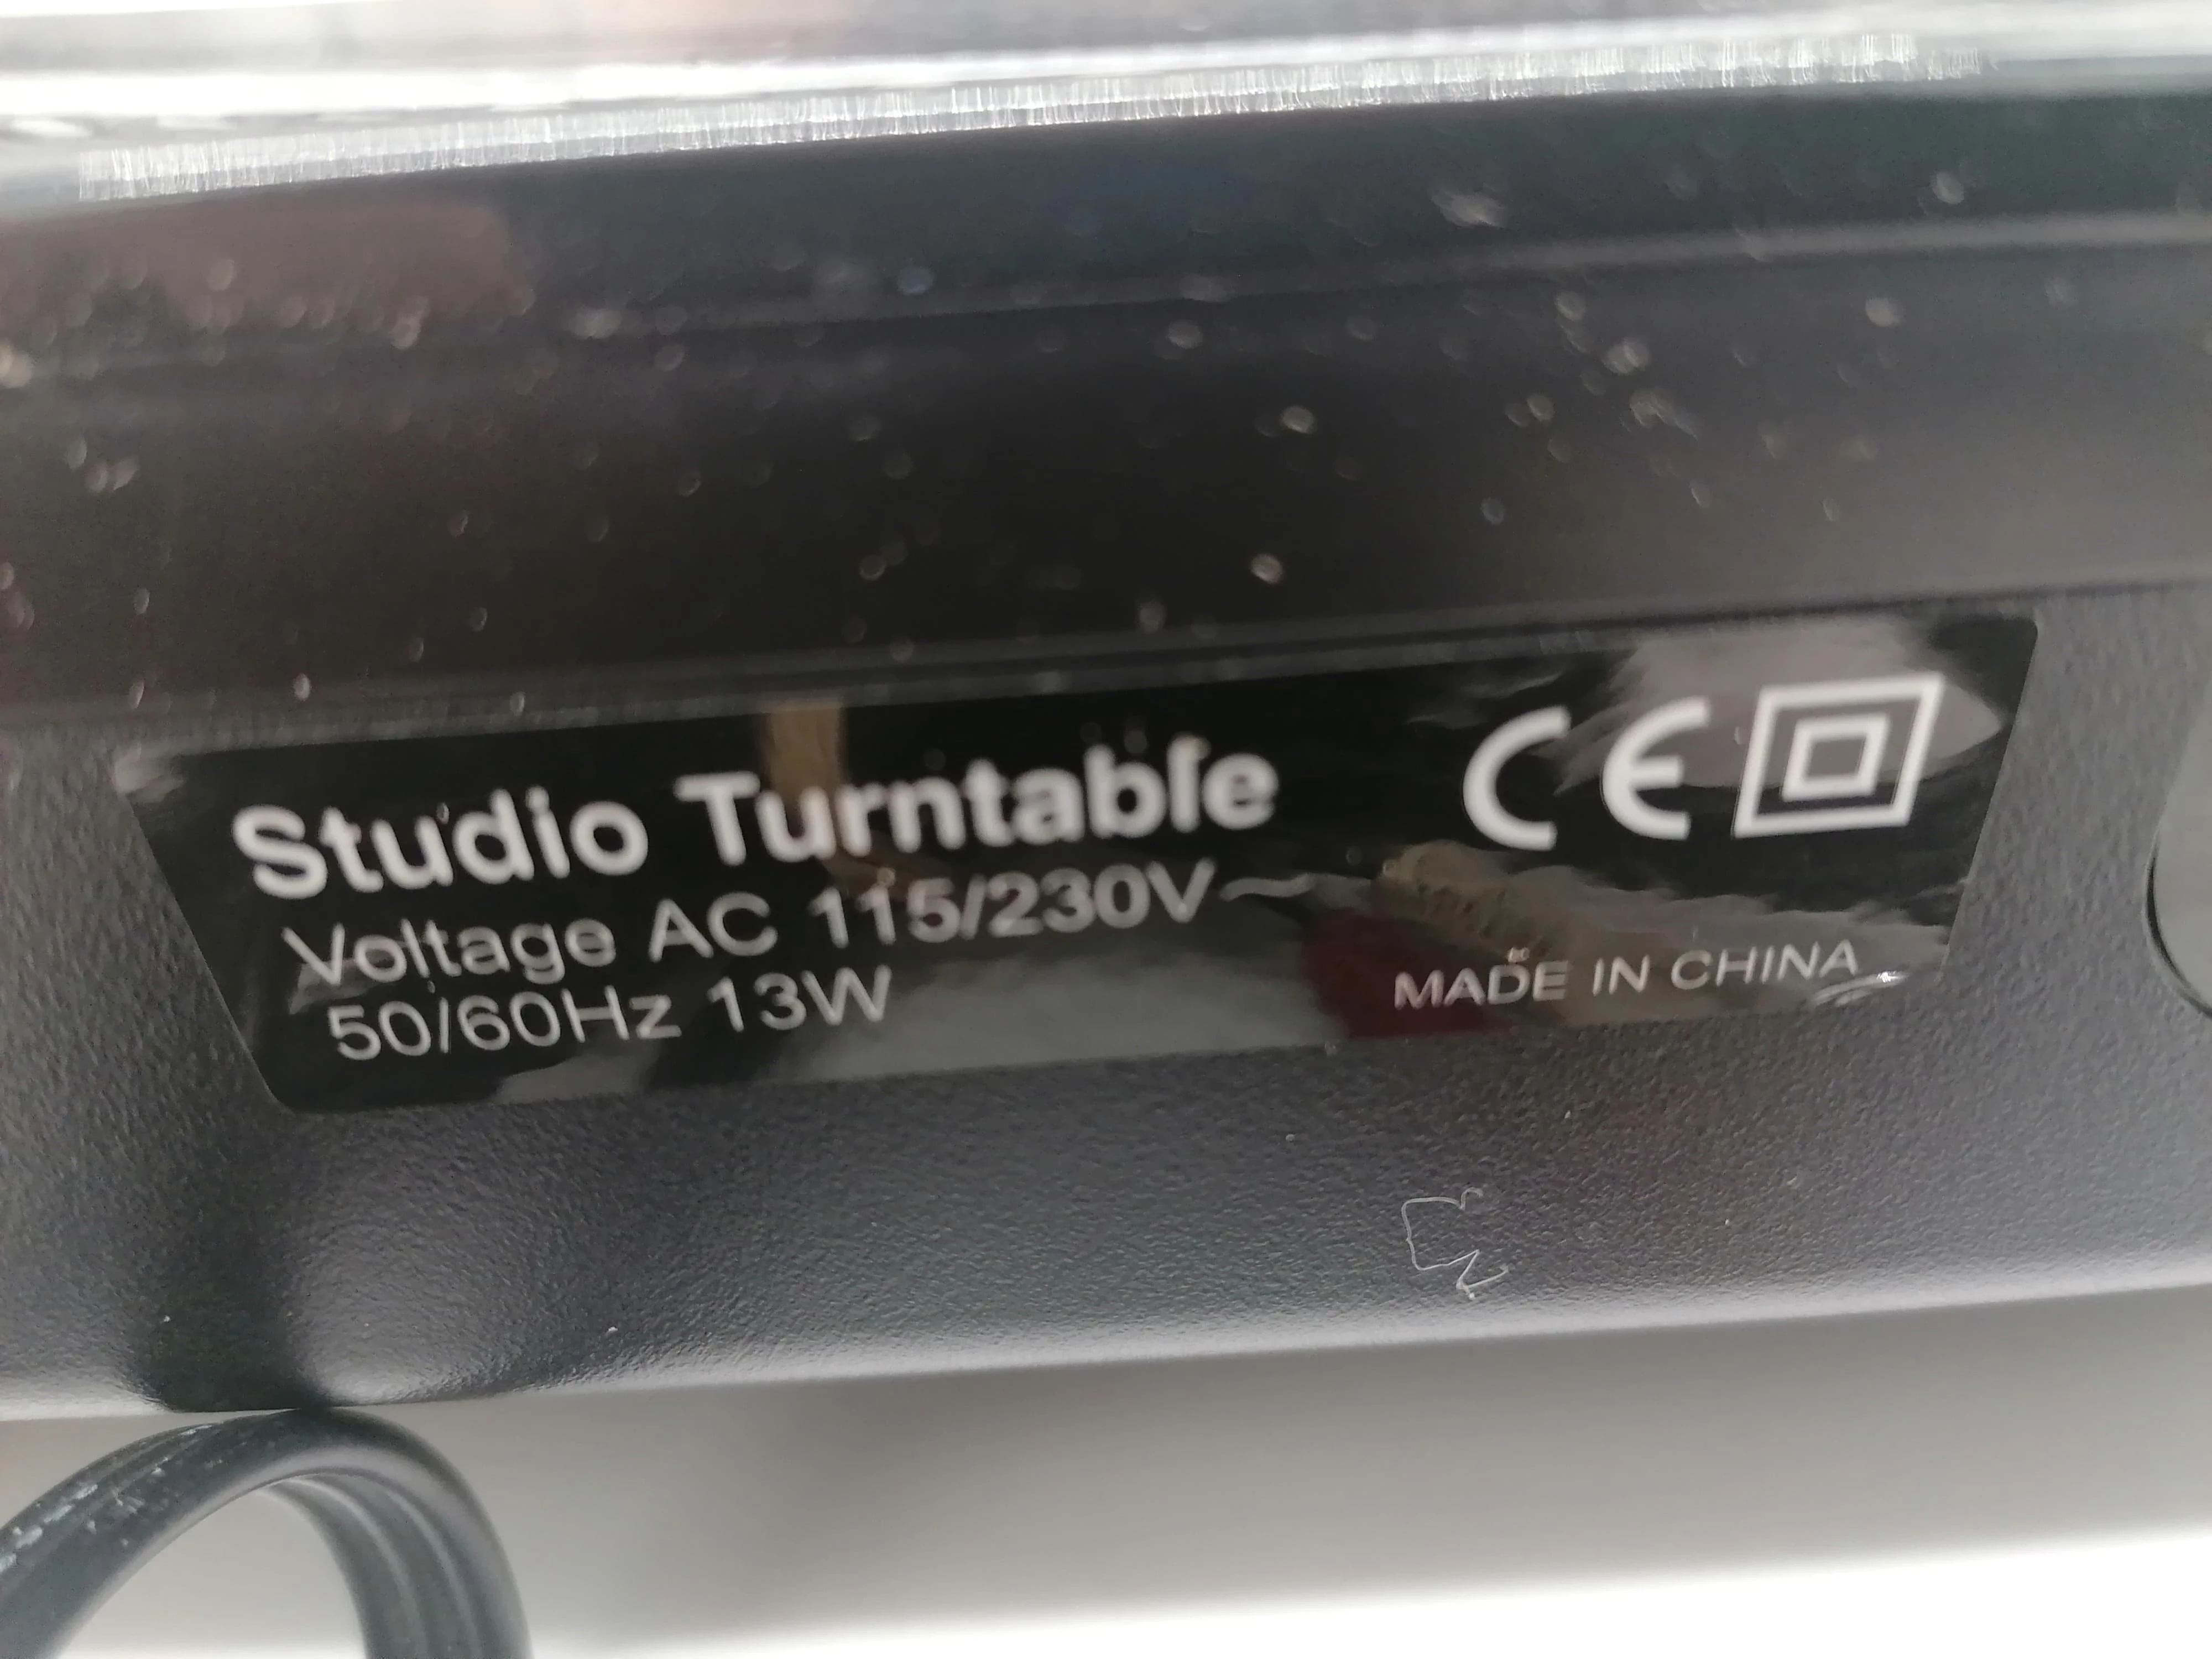 Studio Turntable
Voltage AC 115/230V~
50/60Hz 13W
CE
MADE IN CHINA